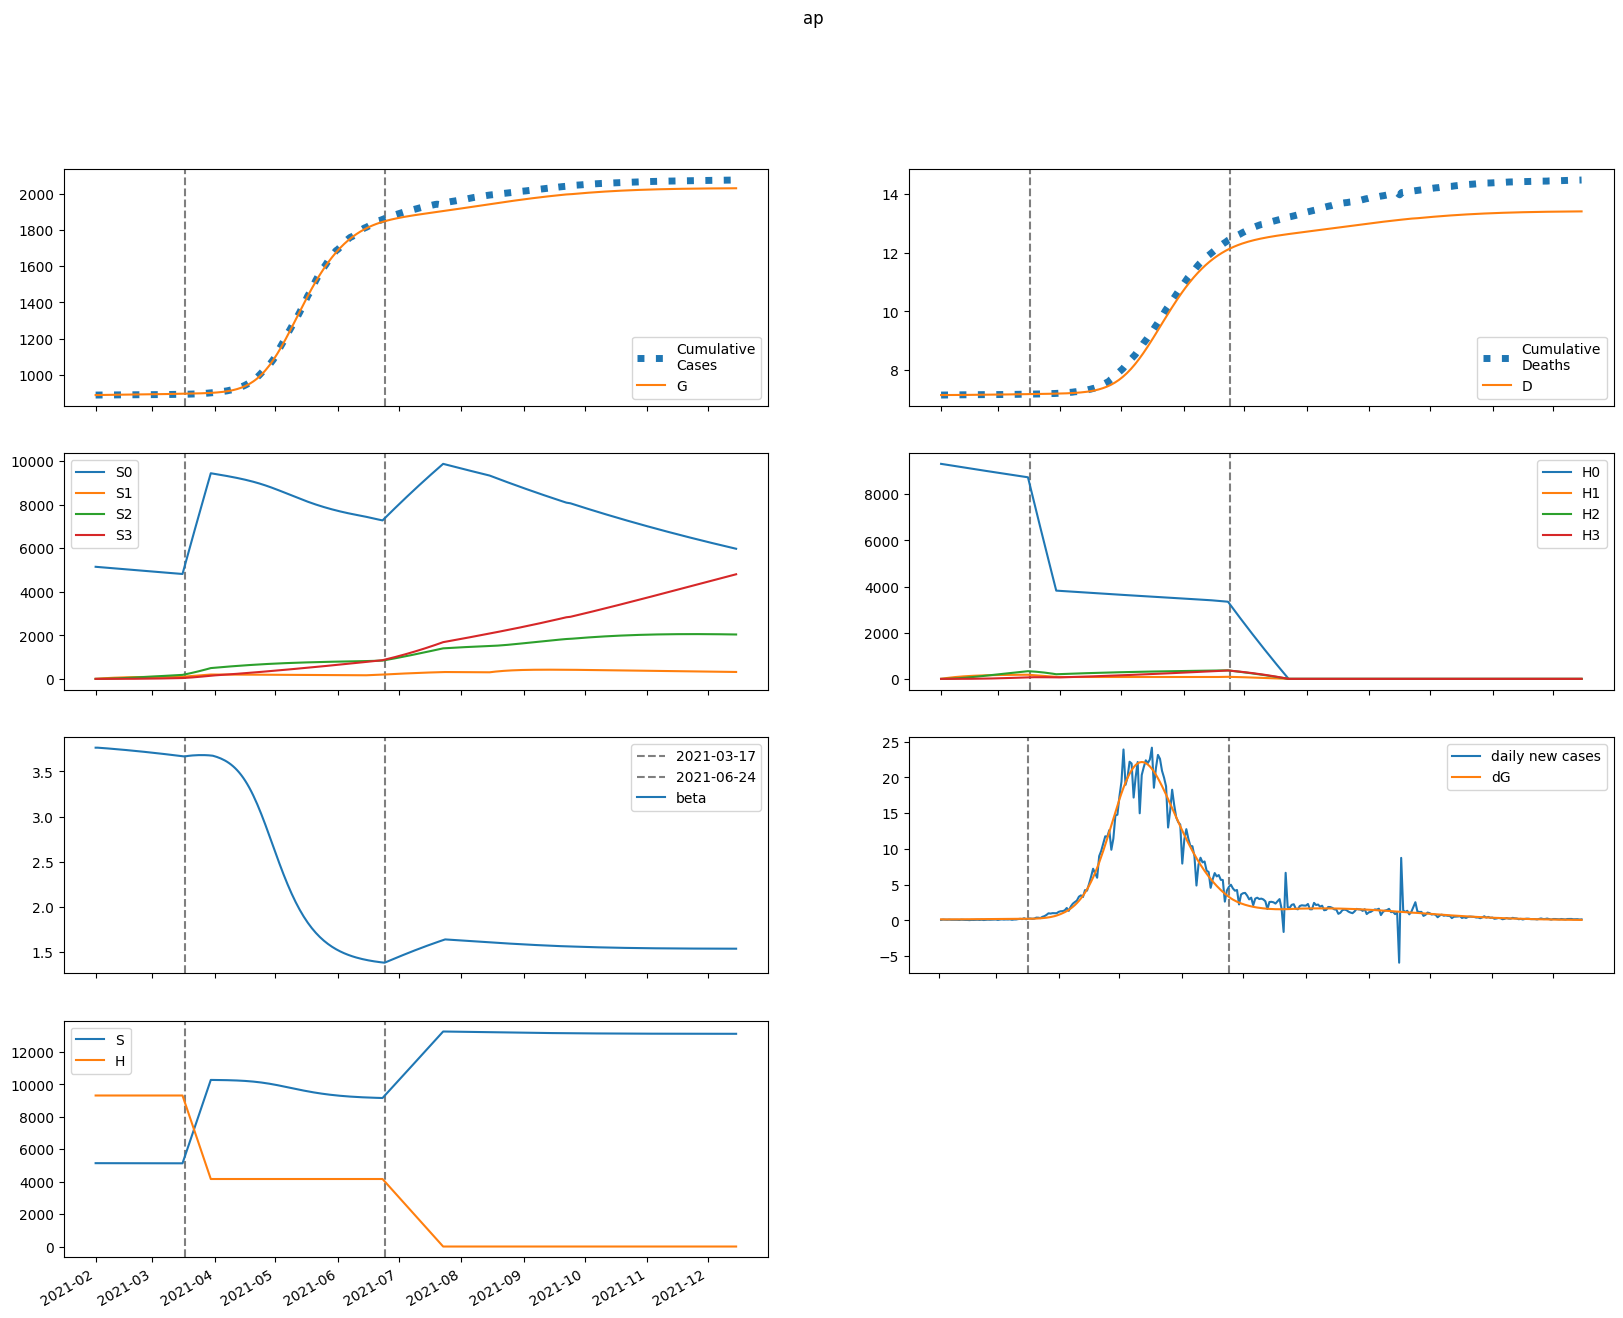 ap
2000
1800
1600
1400
1200
1000
Cumulative
Cases
G
14
12
10
8
Cumulative
Deaths
D
10000
8000
6000
4000
2000
0
S0
S1
S2
S3
8000
6000
4000
2000
0
H0
H1
H2
H3
3.5
3.0
2.5
2.0
1.5
2021-03-17
2021-06-24
beta
25
20
15
10
5
0
−5
daily new cases
dG
12000
10000
8000
6000
4000
2000
0
S
H
2021-02
2021-03
2021-04
2021-05
2021-06
2021-07
2021-08
2021-09
2021-10
2021-11
2021-12